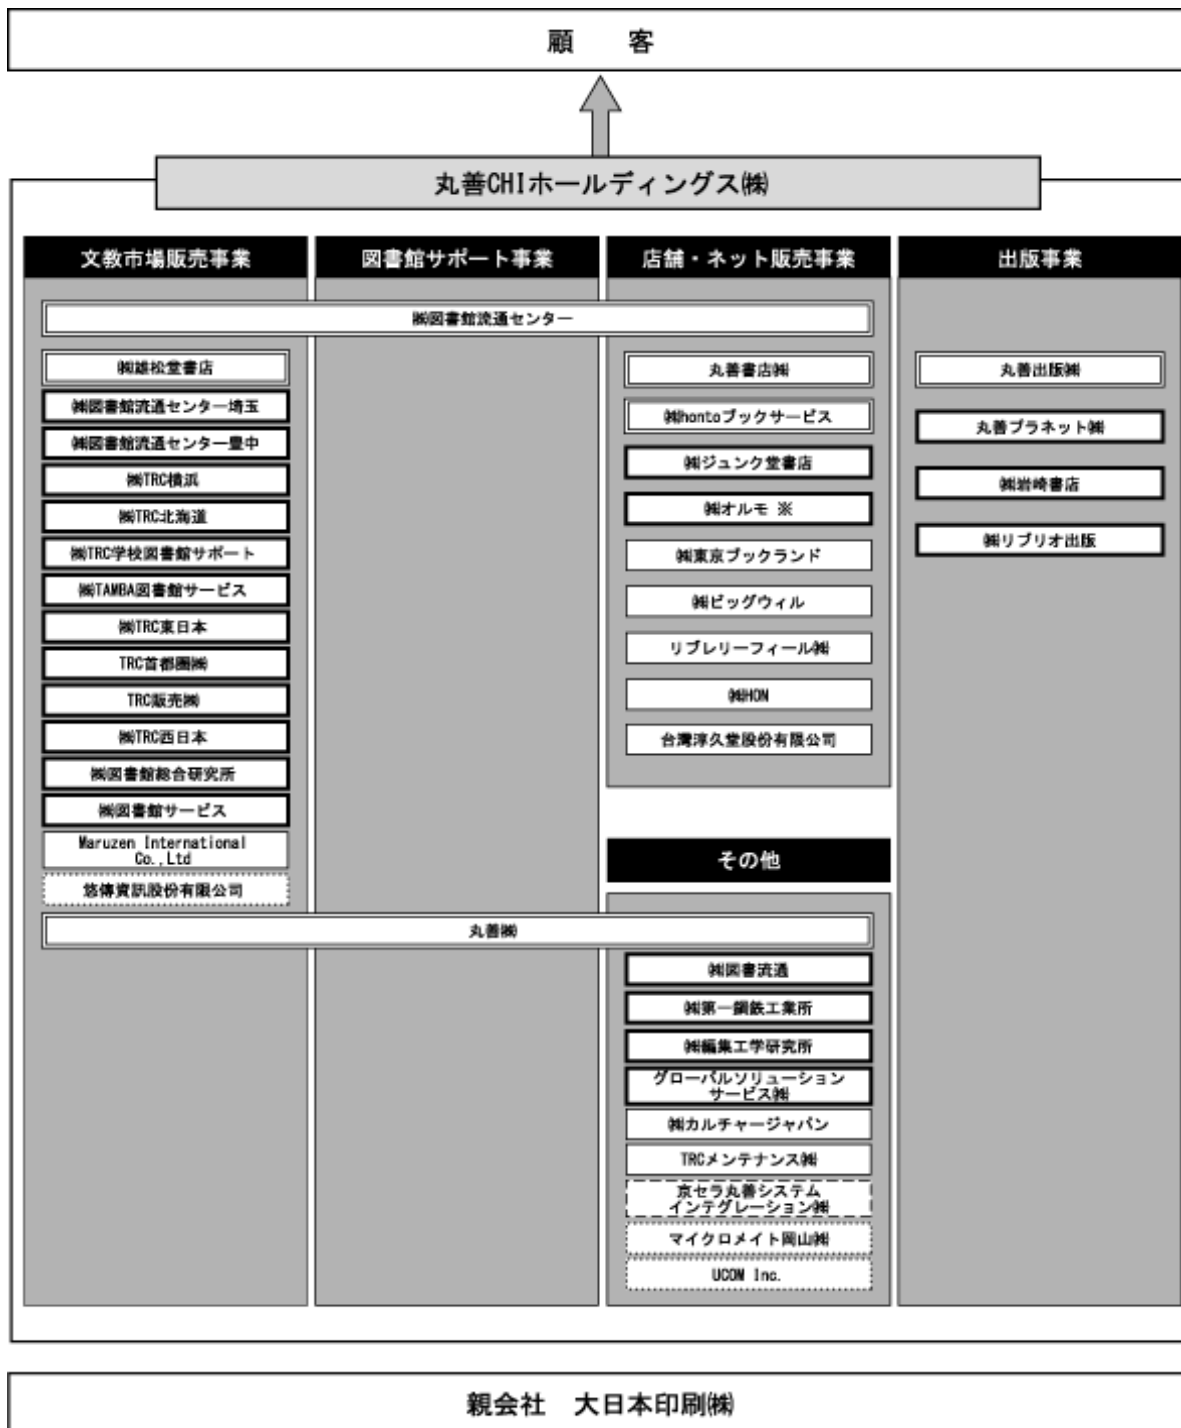 顧　客
丸善CHIホールディングス㈱
文教市場販売事業
図書館サポート事業
店舗・ネット販売事業
出版事業
㈱図書館流通センター
㈱雄松堂書店
㈱図書館流通センター埼玉
㈱図書館流通センター豊中
㈱TRC横浜
㈱TRC北海道
㈱TRC学校図書館サポート
㈱TAMBA図書館サービス
㈱TRC東日本
TRC首都圏㈱
TRC販売㈱
㈱TRC西日本
㈱図書館総合研究所
㈱図書館サービス
Maruzen International
Co.,Ltd
悠傳資訊股份有限公司
丸善書店㈱
㈱hontoブックサービス
㈱ジュンク堂書店
㈱オルモ ※
㈱東京ブックランド
㈱ビッグウィル
リブレリーフィール㈱
㈱HON
台灣淳久堂股份有限公司
丸善出版㈱
丸善プラネット㈱
㈱岩崎書店
㈱リブリオ出版
その他
丸善㈱
㈱図書流通
㈱第一鋼鉄工業所
㈱編集工学研究所
グローバルソリューション
サービス㈱
㈱カルチャージャパン
TRCメンテナンス㈱
京セラ丸善システム
インテグレーション㈱
マイクロメイト岡山㈱
UCOM Inc.
親会社　大日本印刷㈱